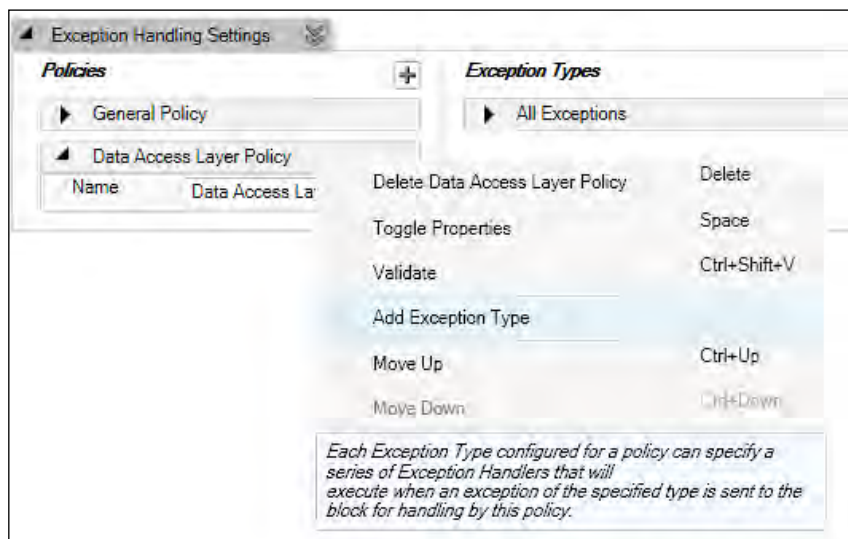 Exception Handling Settings
Policies
Exception Types
General Policy
All Exceptions
Data Access Layer Policy
Name Data Access La
Delete Data Access Layer Policy Delete
Toggle Properties Space
Validate Ctrl+Shift+V
Add Exception Type
Move Up Ctrl+Up
Move Down Ctrl+Down
Each Exception Type configured for a policy can specify a
series of Exception Handlers that will
execute when an exception of the specified type is sent to the
block for handling by this policy.